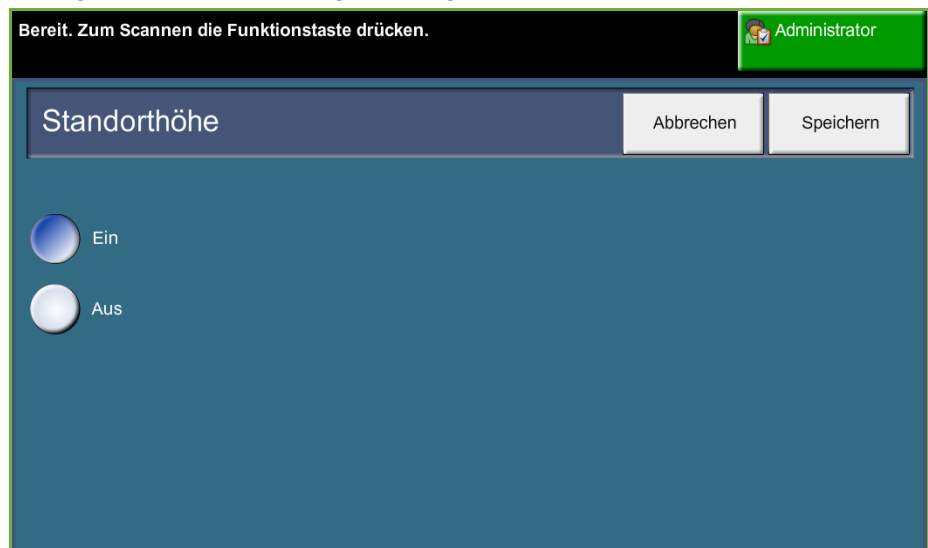 Bereit. Zum Scannen die Funktionstaste drücken.
Administrator
Standorthöhe
Abbrechen
Speichern
Ein
Aus